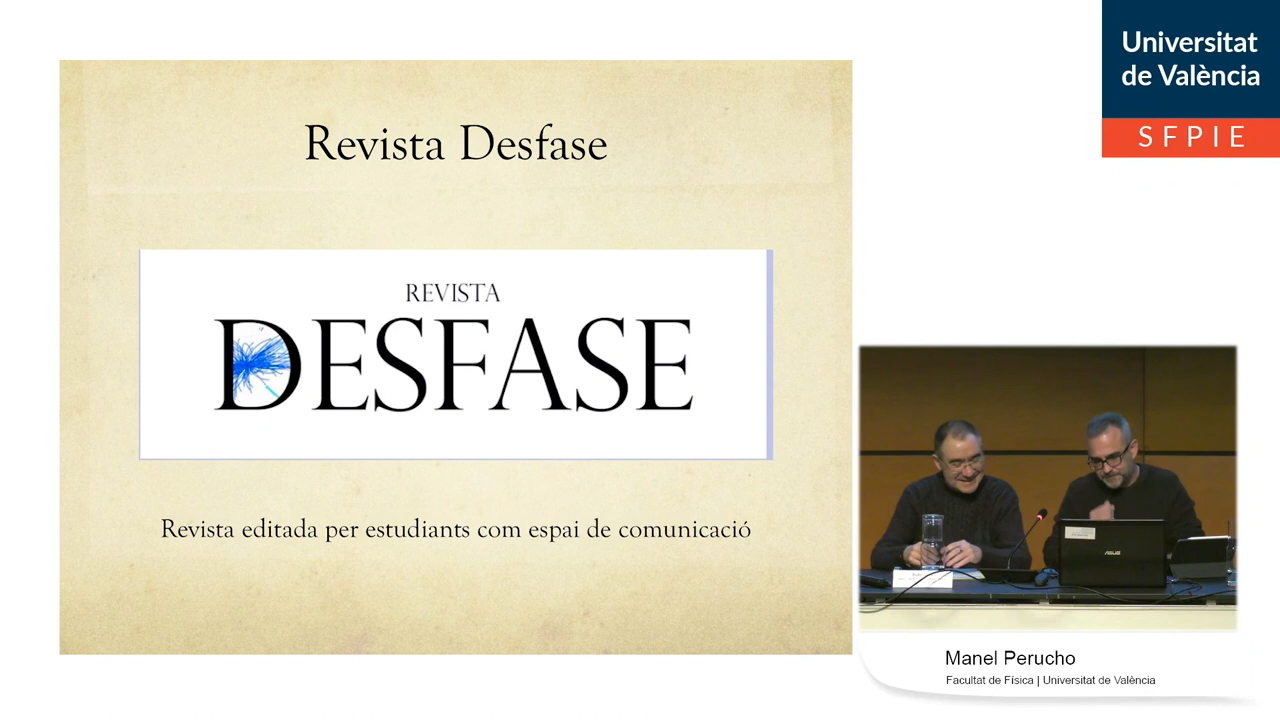 Revista Desfase
REVISTA
DESFASE
Revista editada per estudiants com espai de comunicació
Universitat
de València
SFPIE
ASUS
Manel Perucho
Facultat de Física | Universitat de València